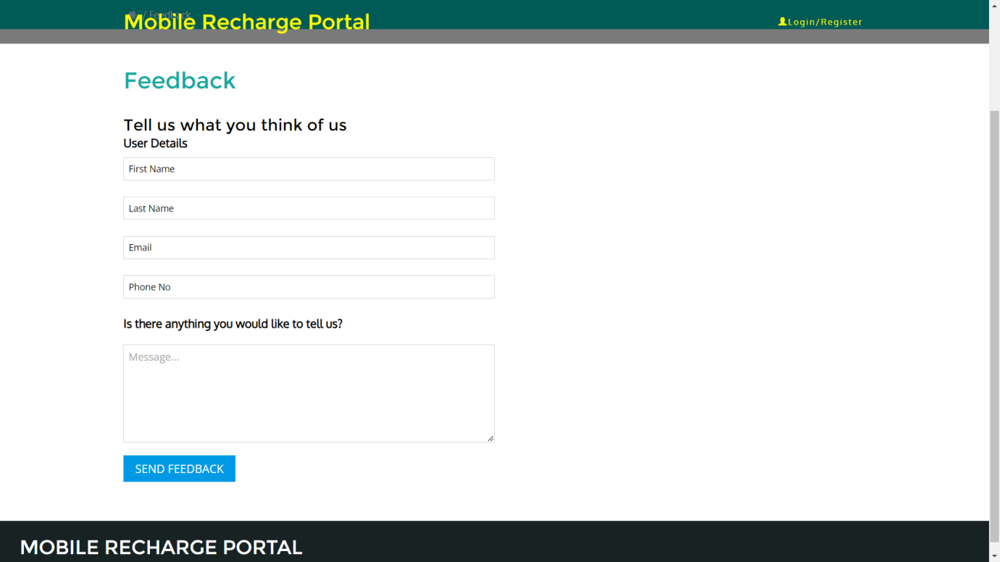 / Feedback
Mobile Recharge Portal
Login/Register
Feedback
Tell us what you think of us
User Details
First Name
Last Name
Email
Phone No
Is there anything you would like to tell us?
Message...
SEND FEEDBACK
MOBILE RECHARGE PORTAL